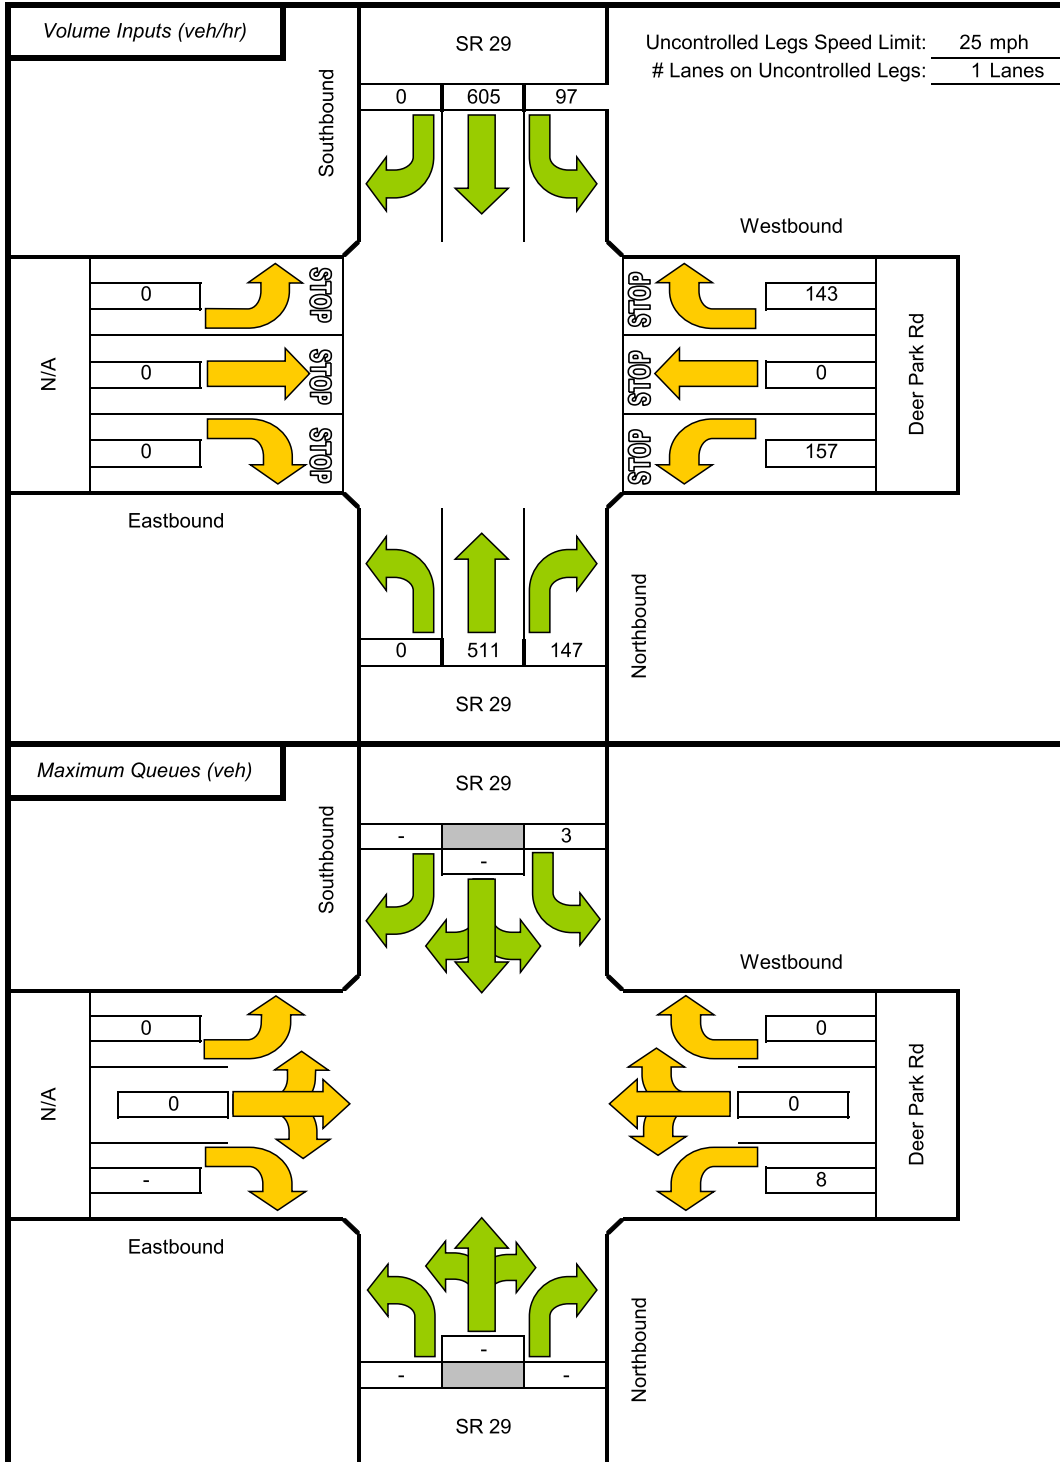 Volume Inputs (veh/hr)
SR 29
Uncontrolled Legs Speed Limit: 25 mph
# Lanes on Uncontrolled Legs: 1 Lanes
Southbound
0 605 97
Westbound
0 STOP STOP 143
N/A 0 STOP STOP 0 Deer Park Rd
0 STOP STOP 157
Eastbound
Northbound
0 511 147
SR 29
Maximum Queues (veh)
SR 29
Southbound
- 3
-
Westbound
0 0
N/A 0 0 Deer Park Rd
- 8
Eastbound
Northbound
-
- -
SR 29